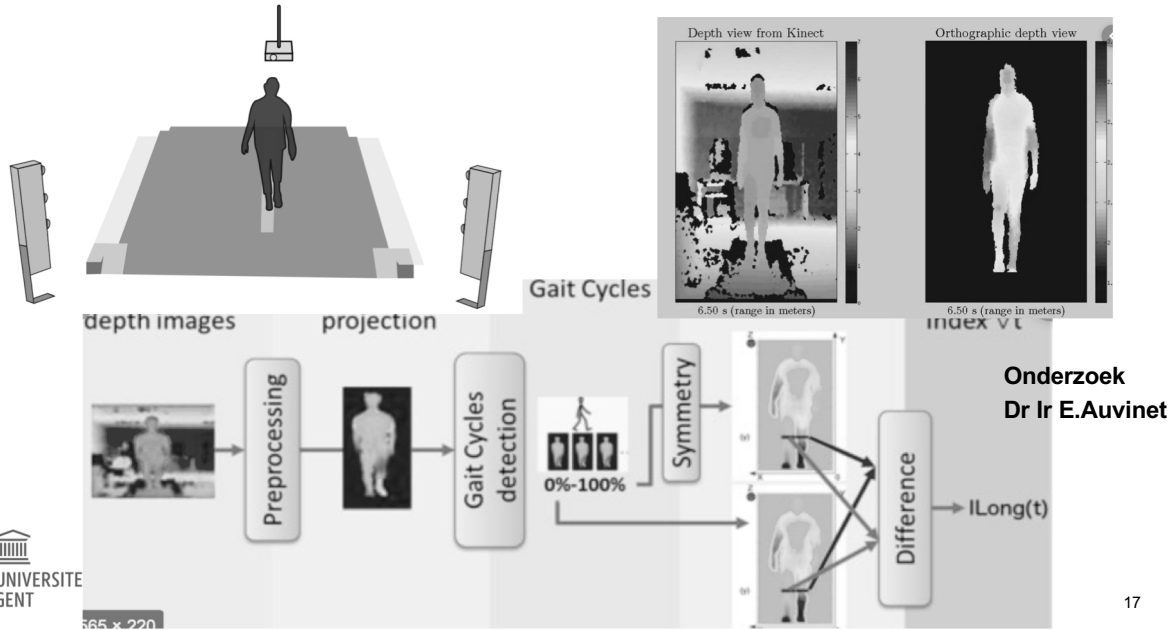 Depth view from Kinect
Orthographic depth view
6.50 s (range in meters)
6.50 s (range in meters)
Gait Cycles
depth images
projection
Index
Preprocessing
Gait Cycles
detection
0%-100%
Symmetry
Difference
ILong(t)
Onderzoek
Dr Ir E.Auvinet
UNIVERSITE
GENT
565 × 220
17